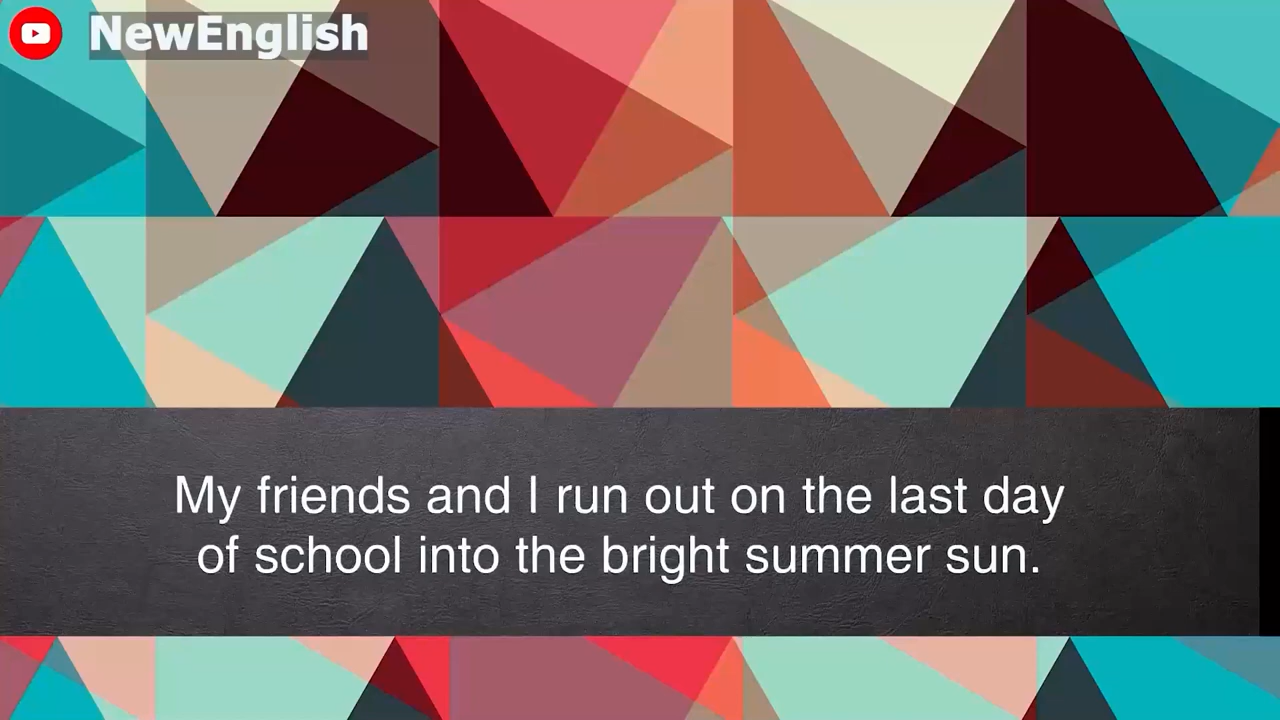 NewEnglish
My friends and I run out on the last day
of school into the bright summer sun.